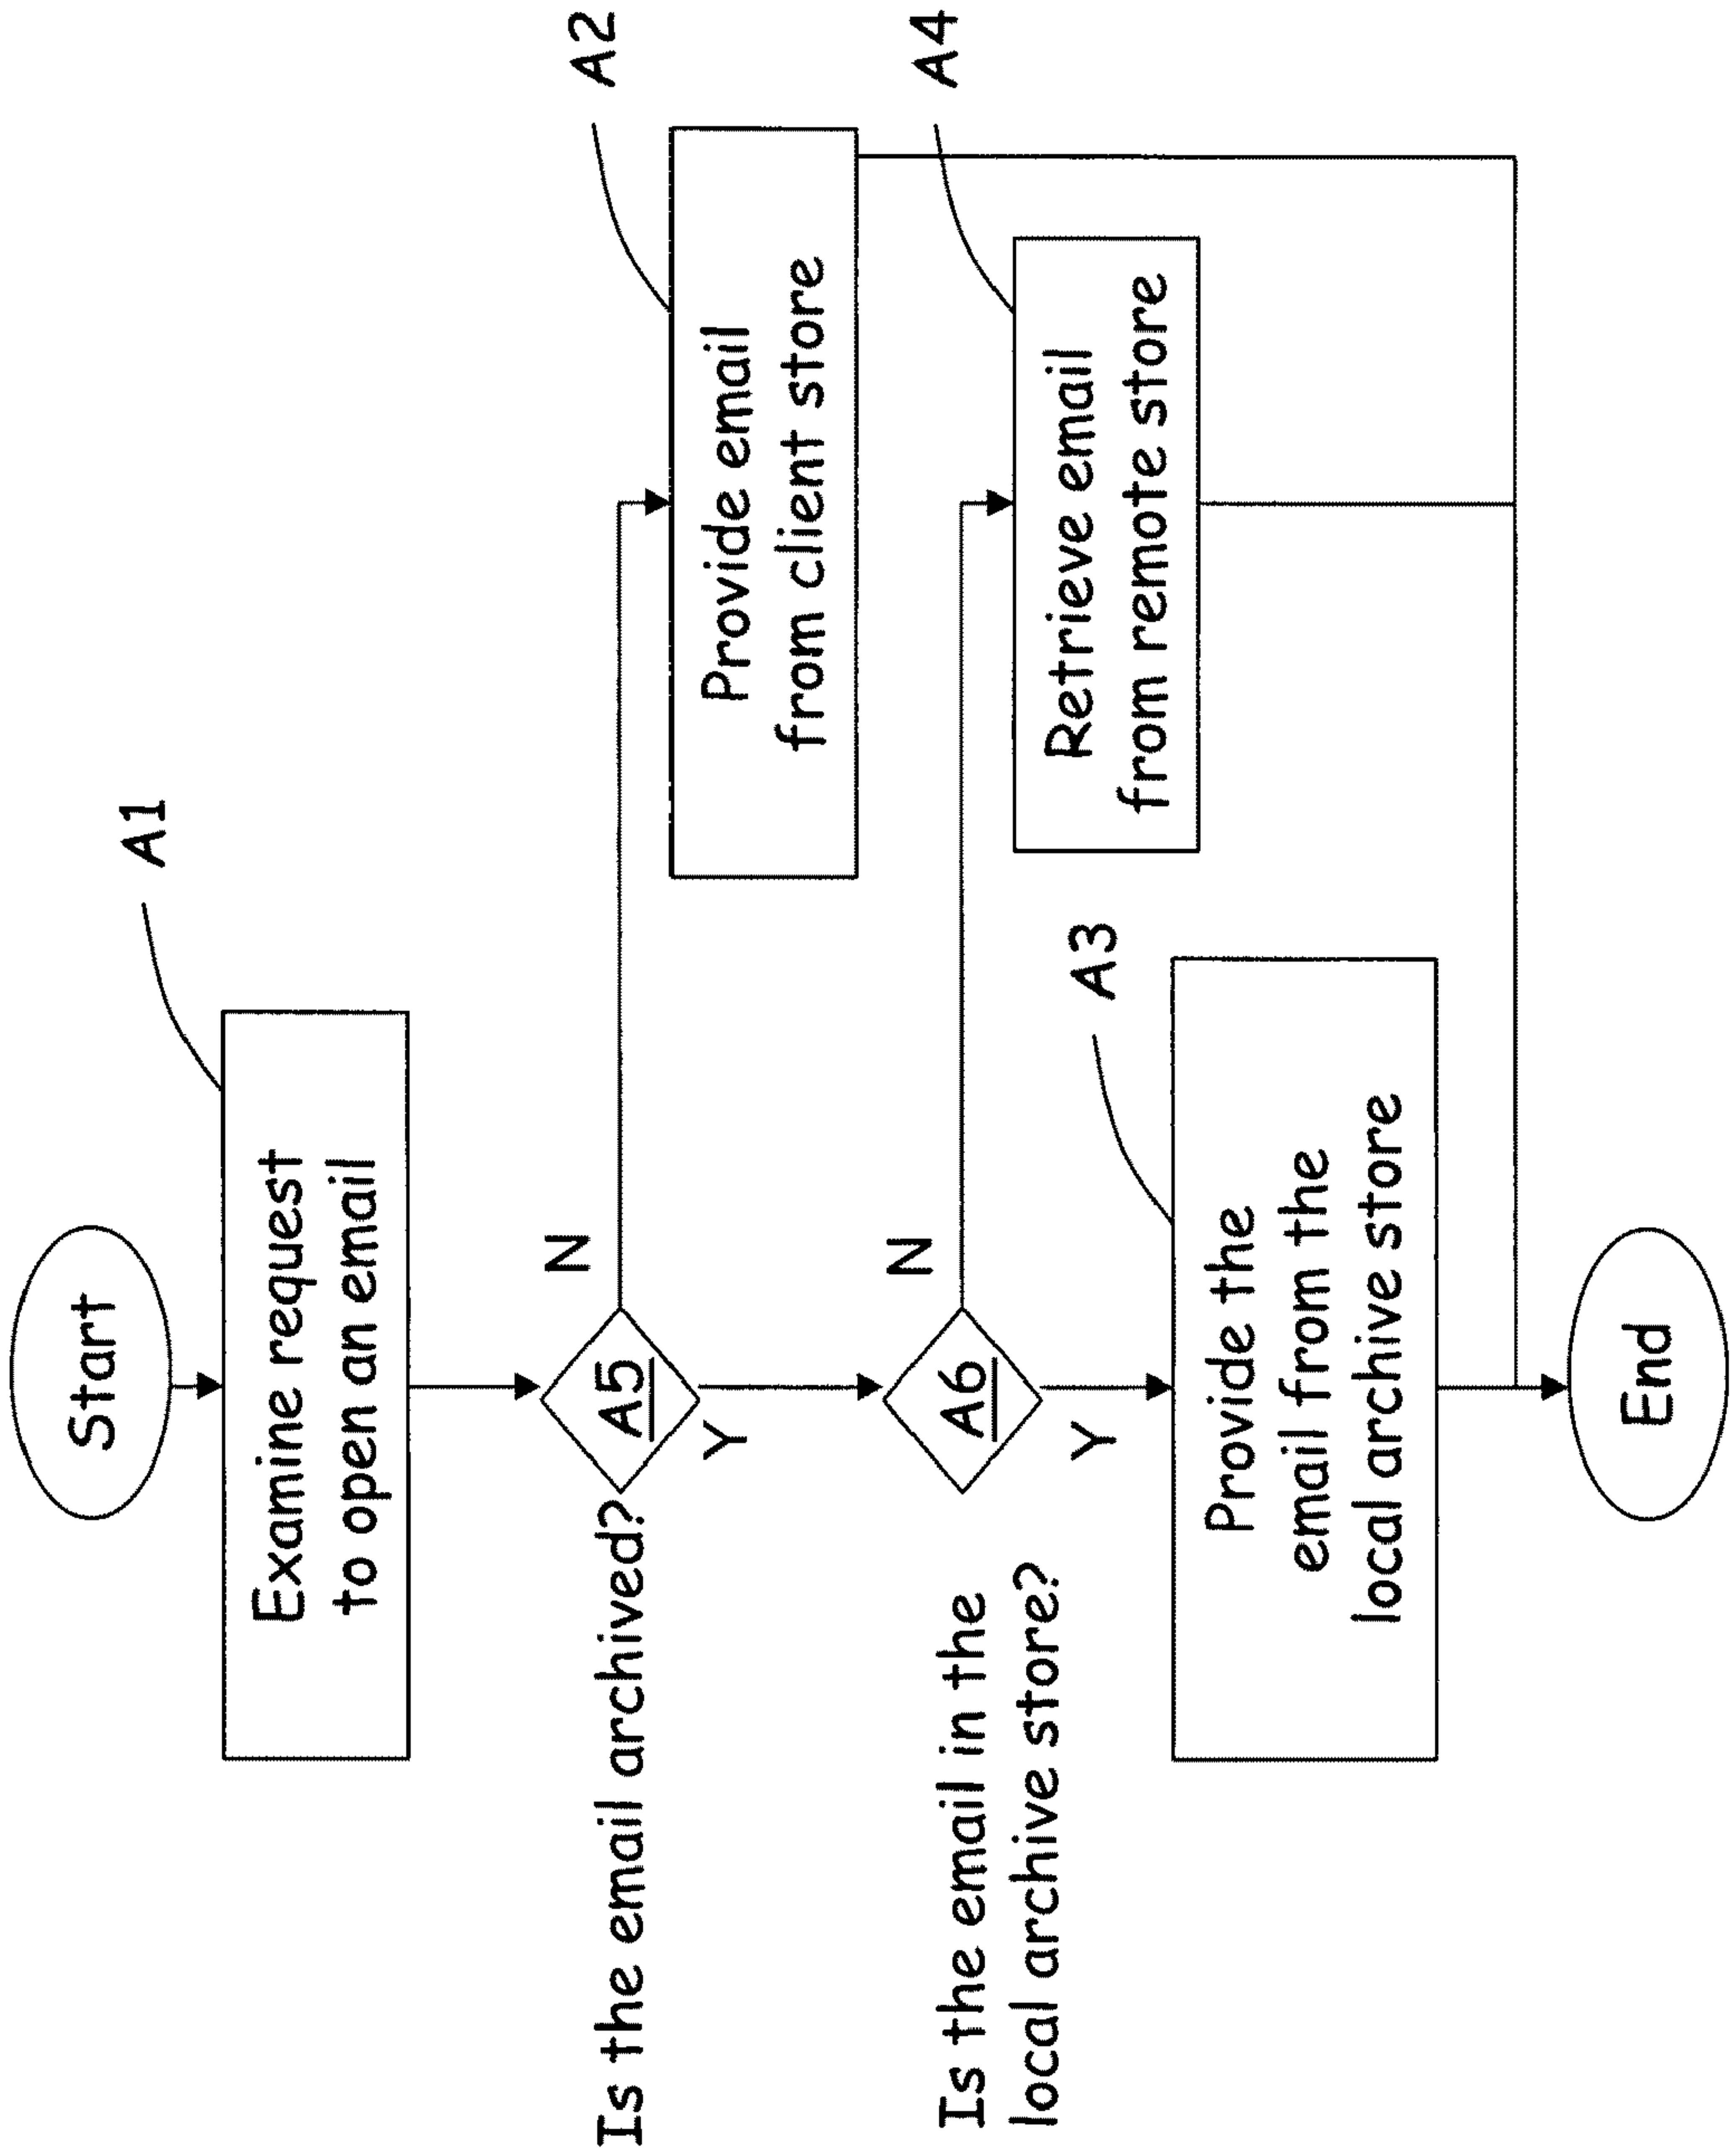 Start
A1
Examine request
to open an email
Is the email archived?
A5
N
Y
A2
Provide email
from client store
Is the email in the
local archive store?
A6
N
Y
A4
Retrieve email
from remote store
A3
Provide the
email from the
local archive store
End